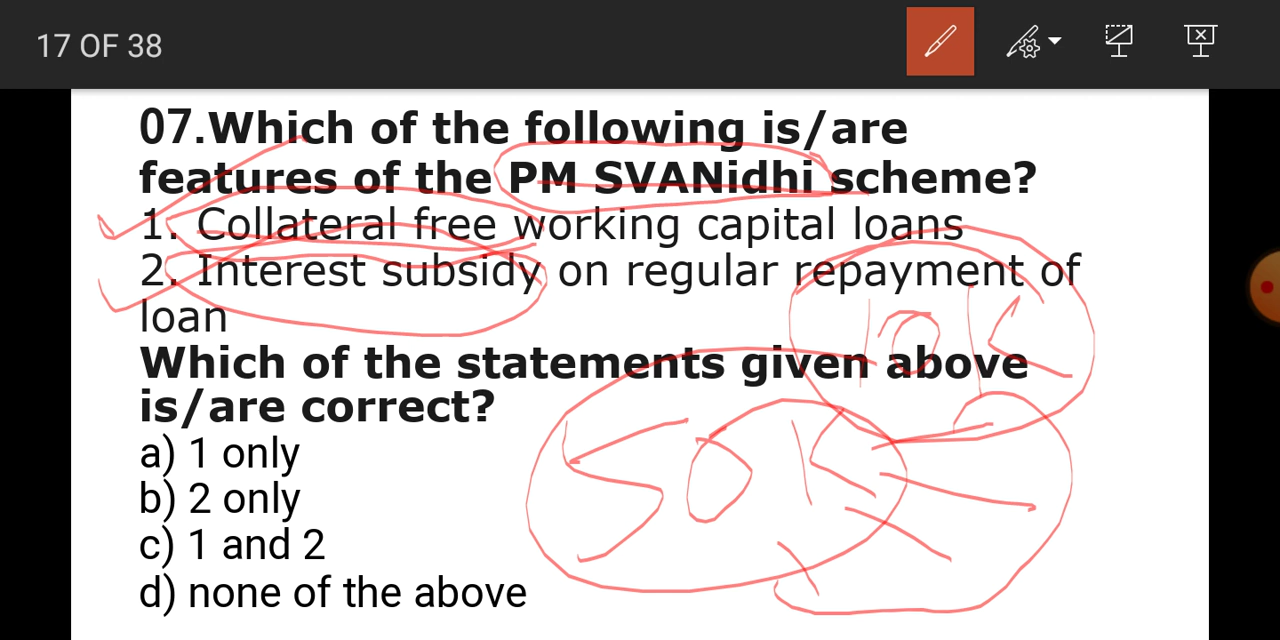 17 OF 38
07.Which of the following is/are
features of the PM SVANidhi scheme?
1. Collateral free working capital loans
2. Interest subsidy on regular repayment of
loan
10K
Which of the statements given above
is/are correct?
50K
a) 1 only
b) 2 only
c) 1 and 2
d) none of the above